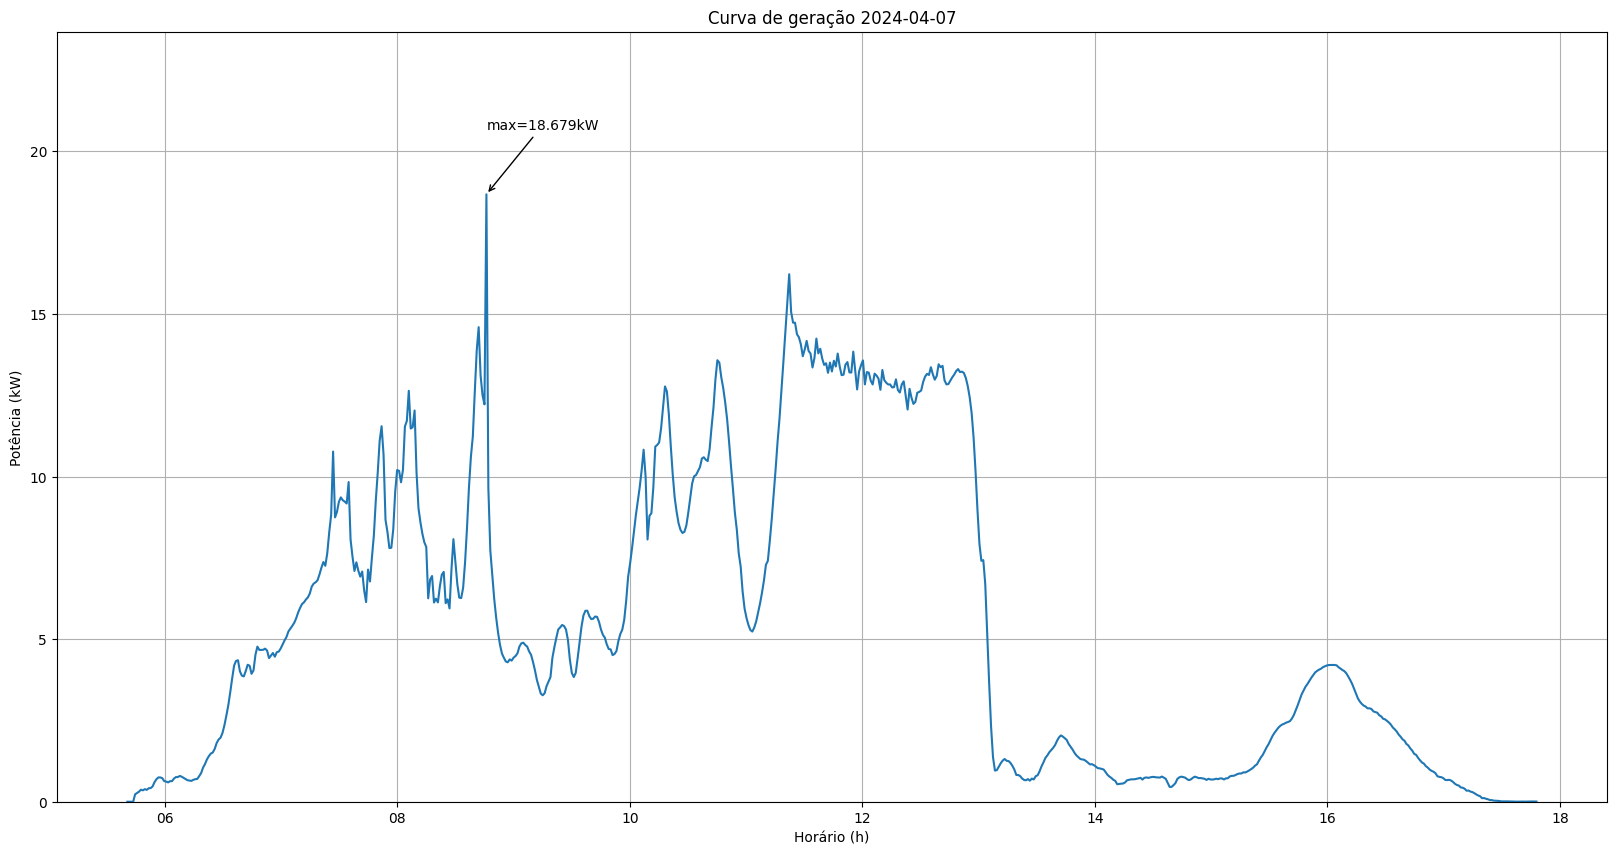 Curva de geração 2024-04-07
max=18.679kW
Potência (kW)
20
15
10
5
0
06 08 10 12 14 16 18
Horário (h)